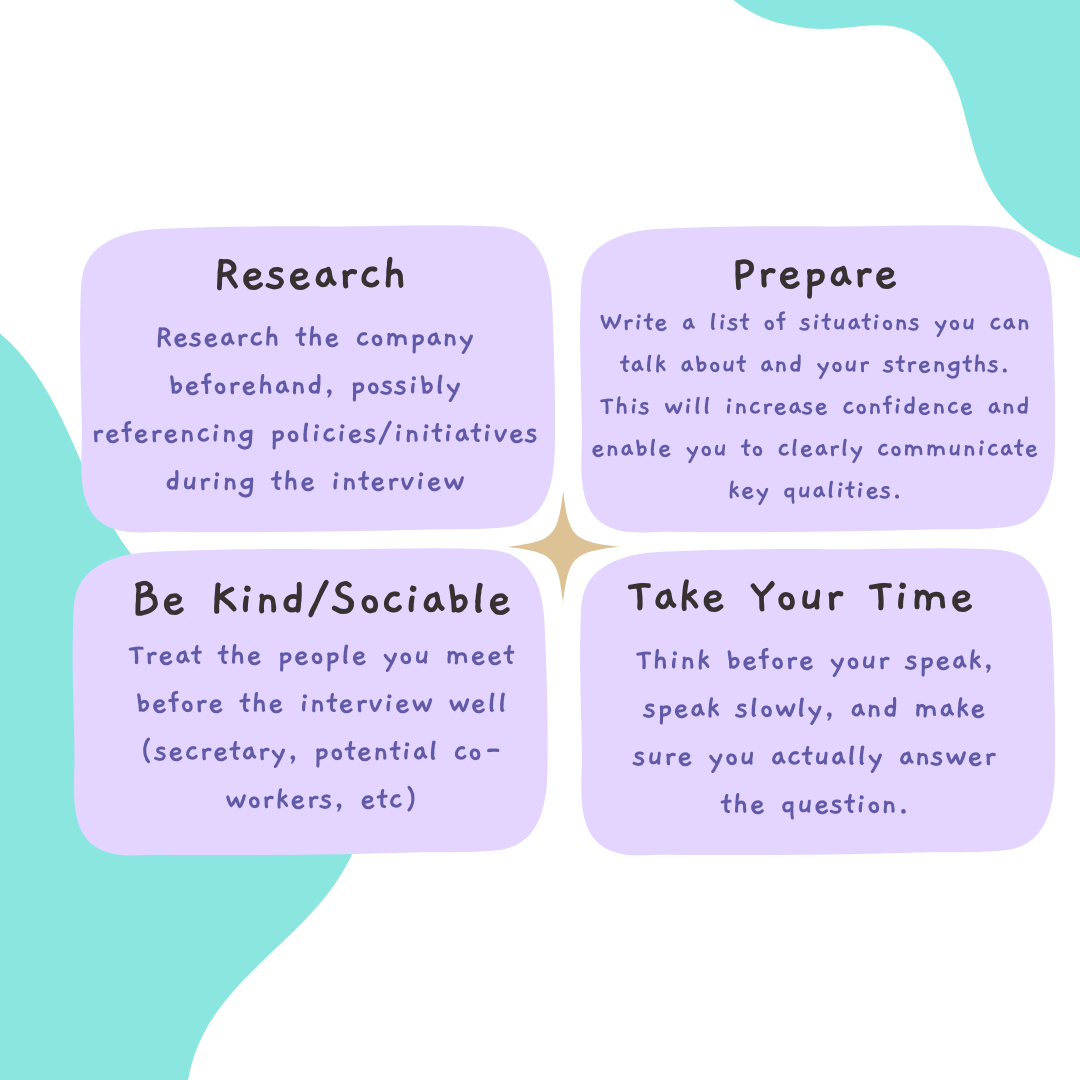 Research
Research the company
beforehand, possibly
referencing policies/initiatives
during the interview
Prepare
Write a list of situations you can
talk about and your strengths.
This will increase confidence and
enable you to clearly communicate
key qualities.
Be Kind/Sociable
Treat the people you meet
before the interview well
(secretary, potential co-
workers, etc)
Take Your Time
Think before your speak,
speak slowly, and make
sure you actually answer
the question.